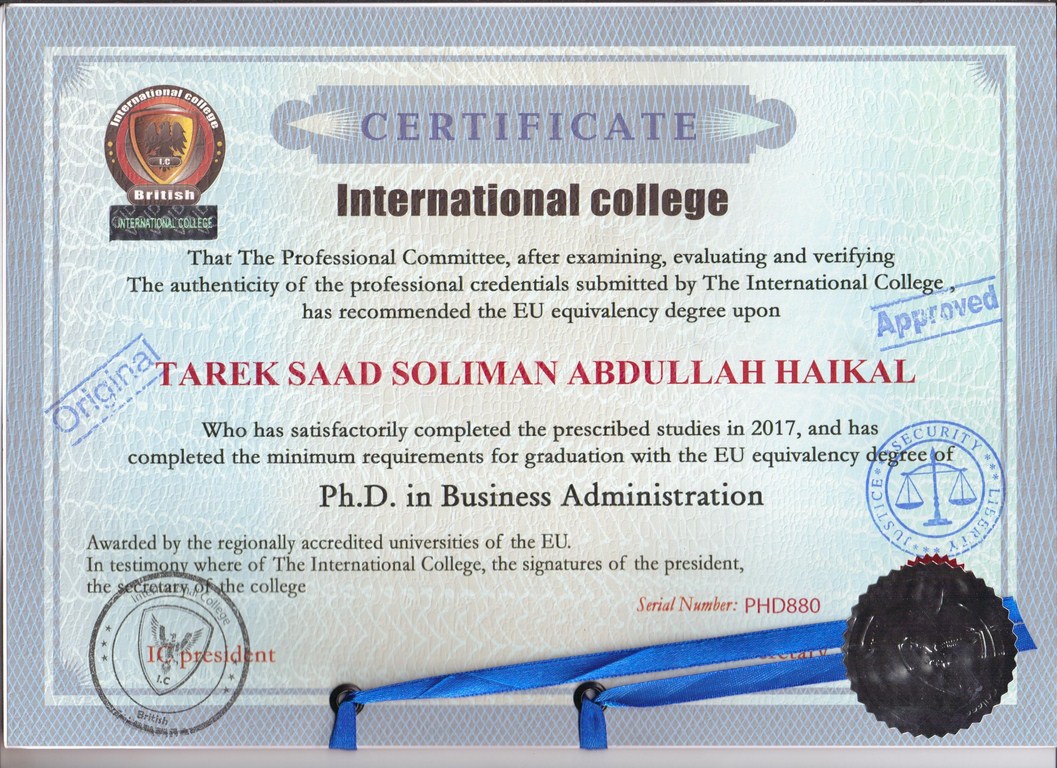 International college
I.C
British
INTERNATIONAL COLLEGE
CERTIFICATE
International college
That The Professional Committee, after examining, evaluating and verifying
The authenticity of the professional credentials submitted by The International College ,
has recommended the EU equivalency degree upon
Approved
Original
TAREK SAAD SOLIMAN ABDULLAH HAIKAL
Who has satisfactorily completed the prescribed studies in 2017, and has
completed the minimum requirements for graduation with the EU equivalency degree of
SECURITY
JUSTICE
LIBERTY
Ph.D. in Business Administration
Awarded by the regionally accredited universities of the EU.
In testimony where of The International College, the signatures of the president,
the secretary of the college
Serial Number: PHD880
International College
IC president
I.C
British